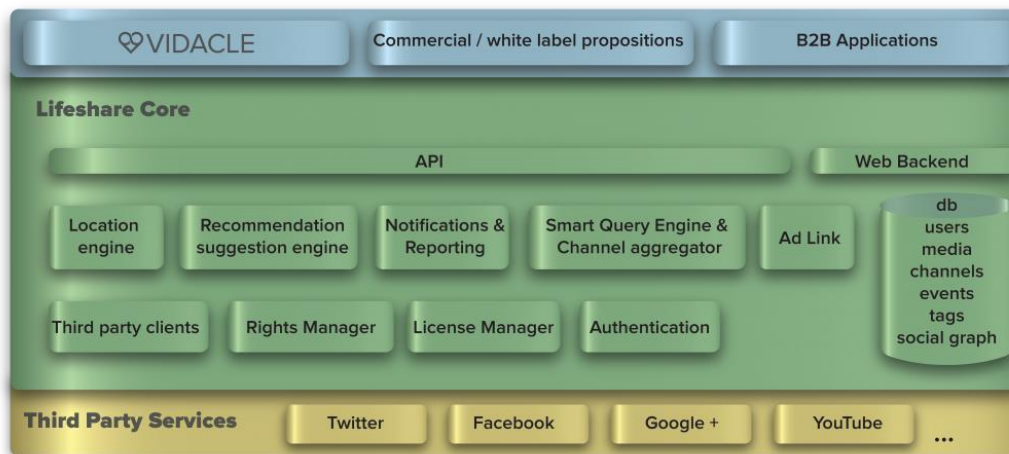 VIDACLE
Commercial / white label propositions
B2B Applications
Lifeshare Core
API
Web Backend
Location
engine
Recommendation
suggestion engine
Notifications &
Reporting
Smart Query Engine &
Channel aggregator
Ad Link
db
users
media
channels
events
tags
social graph
Third party clients
Rights Manager
License Manager
Authentication
Third Party Services
Twitter
Facebook
Google +
YouTube
...